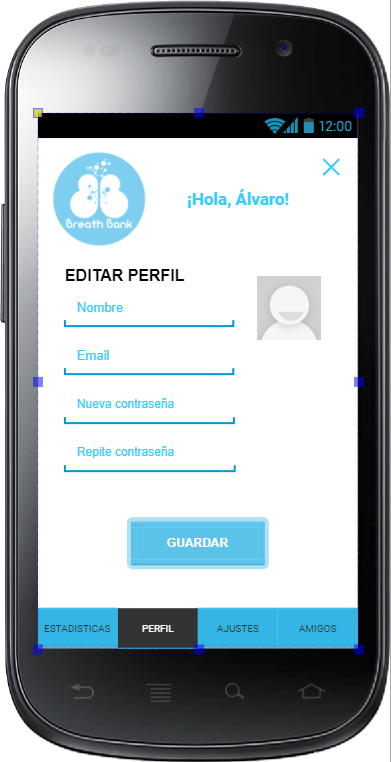 12:00
Breath Bank
¡Hola, Álvaro!
EDITAR PERFIL
Nombre
Email
Nueva contraseña
Repite contraseña
GUARDAR
ESTADISTICAS PERFIL AJUSTES AMIGOS